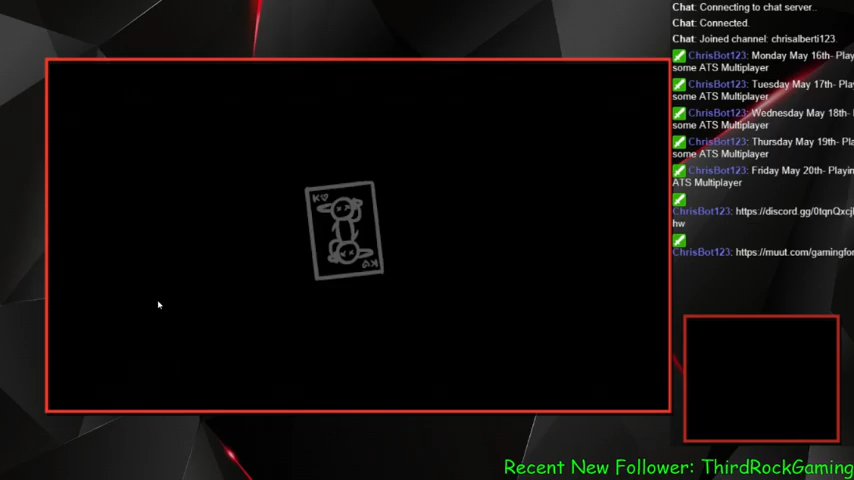 Chat: Connecting to chat server..
Chat: Connected.
Chat: Joined channel: chrisalberti123.
ChrisBot123: Monday May 16th- Play
some ATS Multiplayer
ChrisBot123: Tuesday May 17th- Pla
some ATS Multiplayer
ChrisBot123: Wednesday May 18th-
some ATS Multiplayer
ChrisBot123: Thursday May 19th- Pla
some ATS Multiplayer
ChrisBot123: Friday May 20th- Playin
ATS Multiplayer
ChrisBot123: https://discord.gg/0tqnQxcjl
hw
ChrisBot123: https://muut.com/gamingfor
K
K
Recent New Follower: ThirdRockGaming